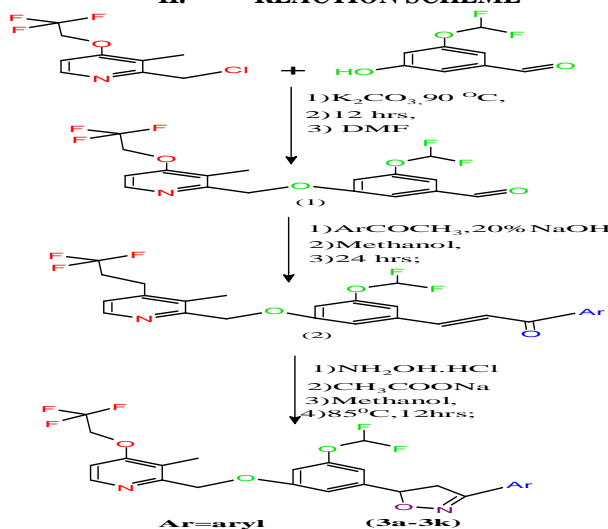 II. REACTION SCHEME
F F F O N Cl + HO O F F O
1)K2CO3,90 ⁰C,
2)12 hrs,
3) DMF
F F F O N O O F F O
(1)
1)ArCOCH3,20% NaOH
2)Methanol,
3)24 hrs;
F F F N O O F F O Ar
(2)
1)NH2OH.HCl
2)CH3COONa
3)Methanol,
4)85⁰C,12hrs;
F F F O N O O F F O N Ar
Ar=aryl (3a-3k)